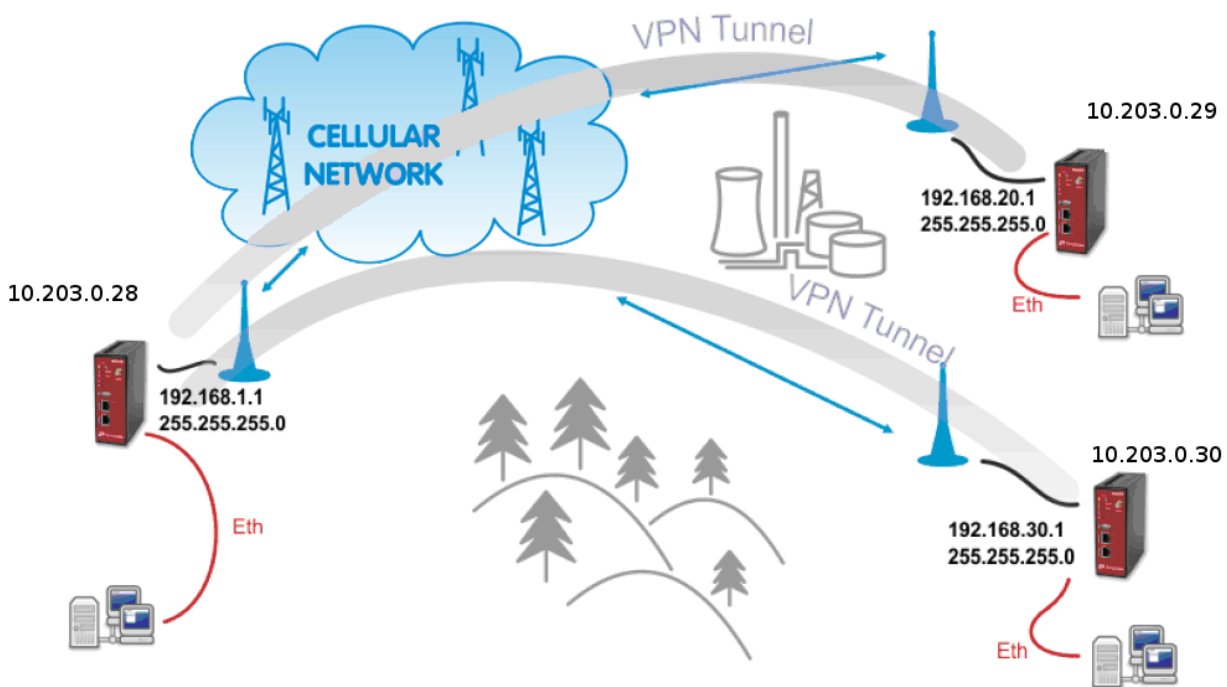 VPN Tunnel
CELLULAR
NETWORK
10.203.0.29
192.168.20.1
255.255.255.0
Eth
10.203.0.28
VPN Tunnel
192.168.1.1
255.255.255.0
Eth
10.203.0.30
192.168.30.1
255.255.255.0
Eth